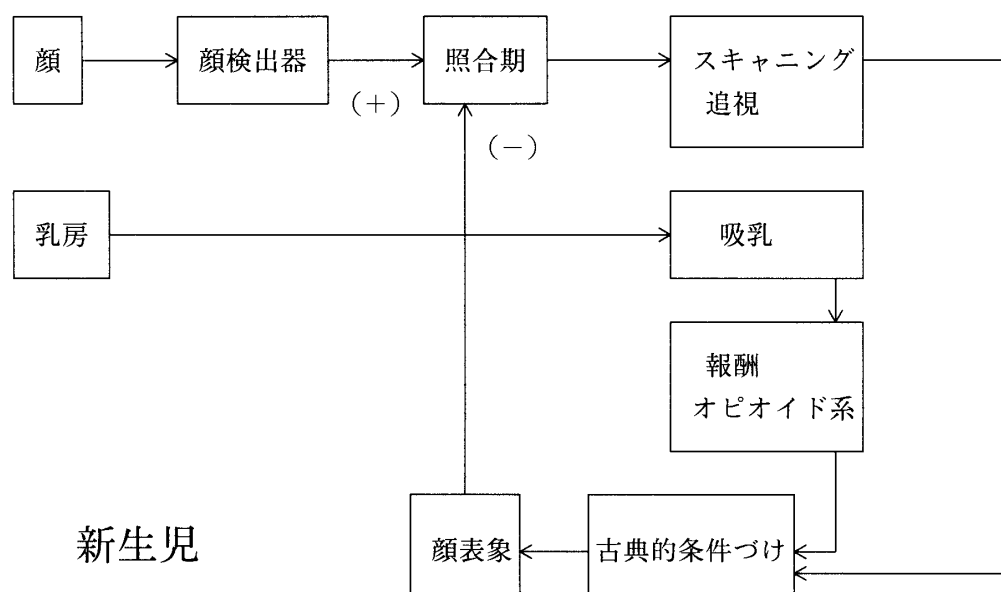 顔
顔検出器
照合期
スキャニング
追視
(+)
(−)
乳房
吸乳
報酬
オピオイド系
新生児
顔表象
古典的条件づけ